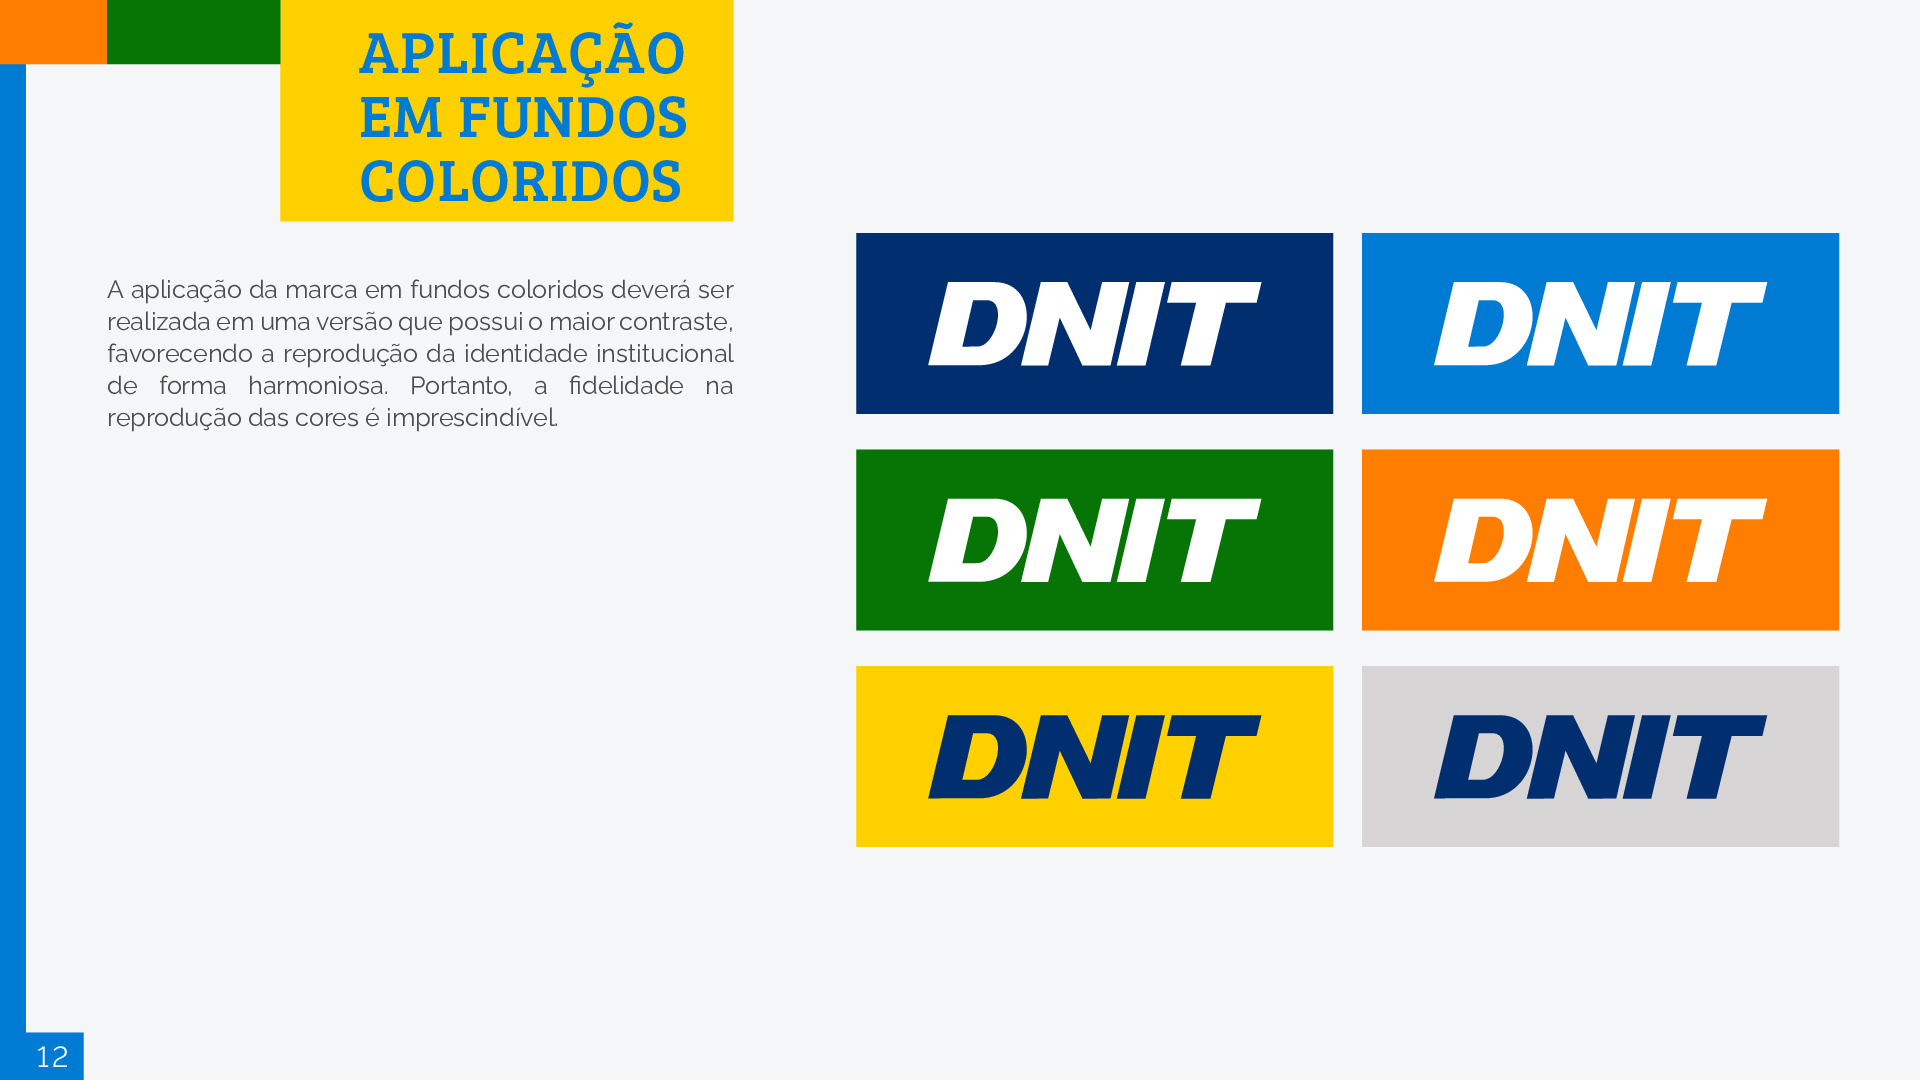 APLICAÇÃO
EM FUNDOS
COLORIDOS
A aplicação da marca em fundos coloridos deverá ser
realizada em uma versão que possui o maior contraste,
favorecendo a reprodução da identidade institucional
de forma harmoniosa. Portanto, a fidelidade na
reprodução das cores é imprescindível.
DNIT
DNIT
DNIT
DNIT
DNIT
DNIT
12